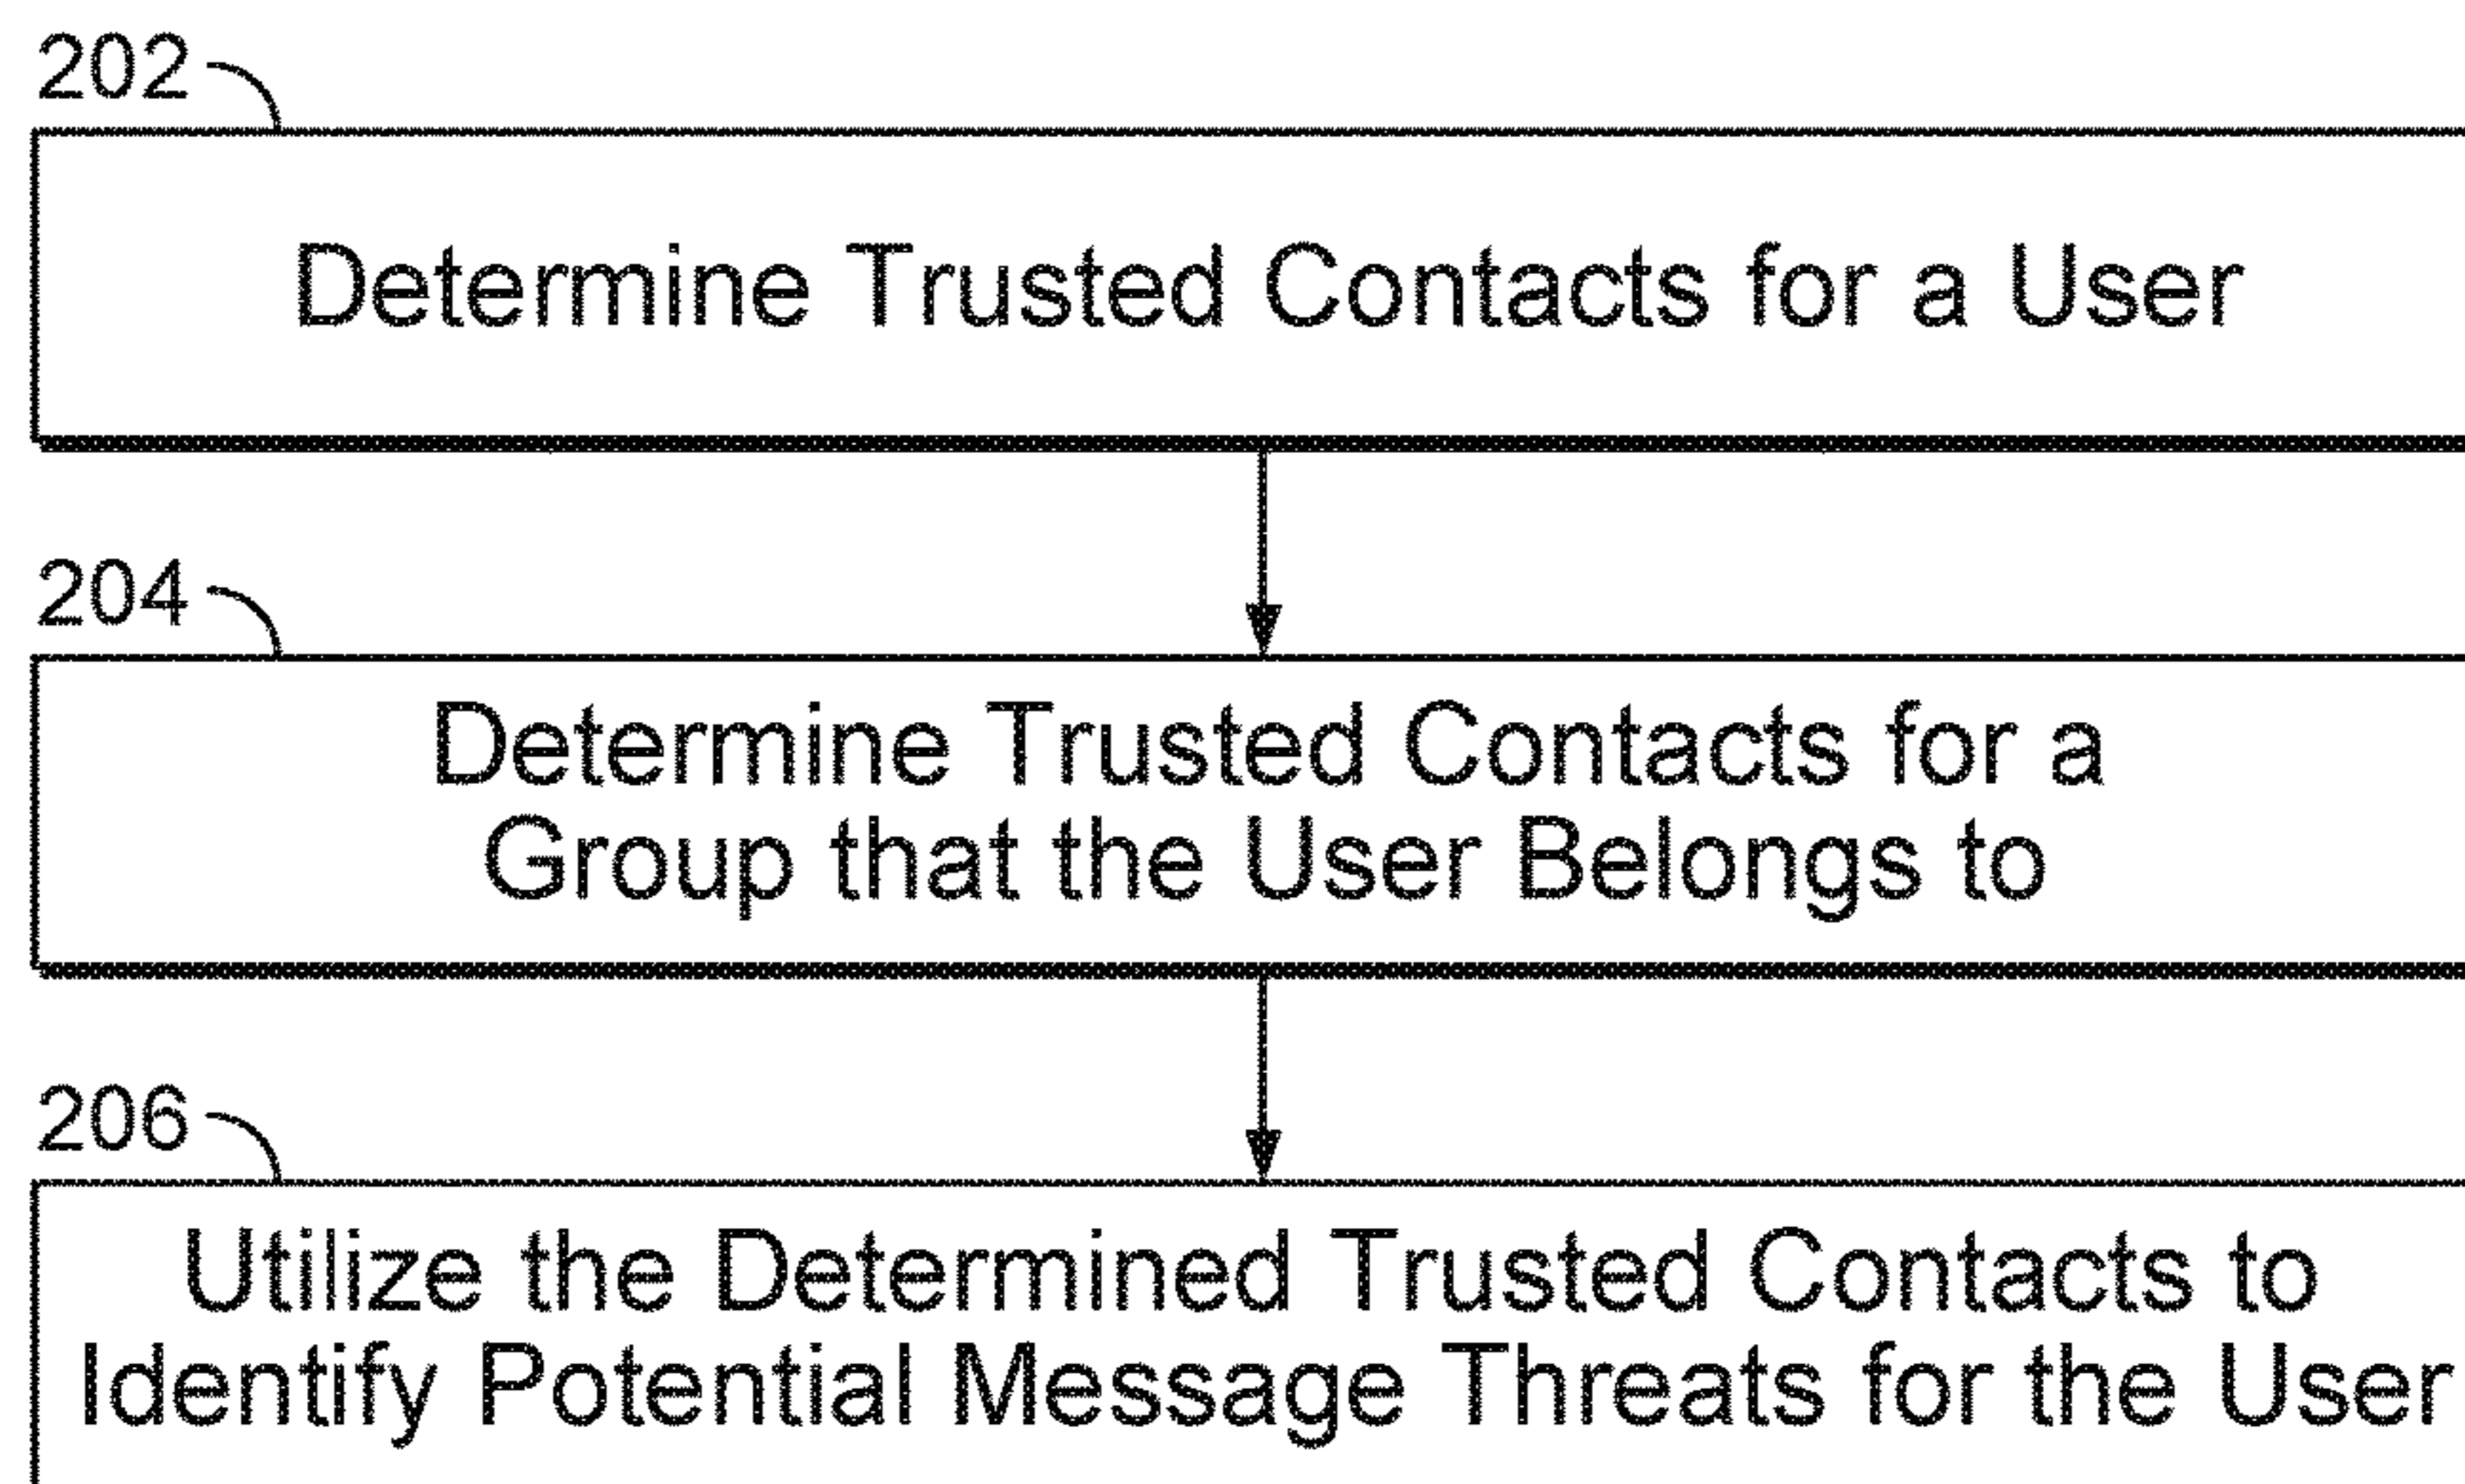 202
Determine Trusted Contacts for a User
204
Determine Trusted Contacts for a
Group that the User Belongs to
206
Utilize the Determined Trusted Contacts to
Identify Potential Message Threats for the User